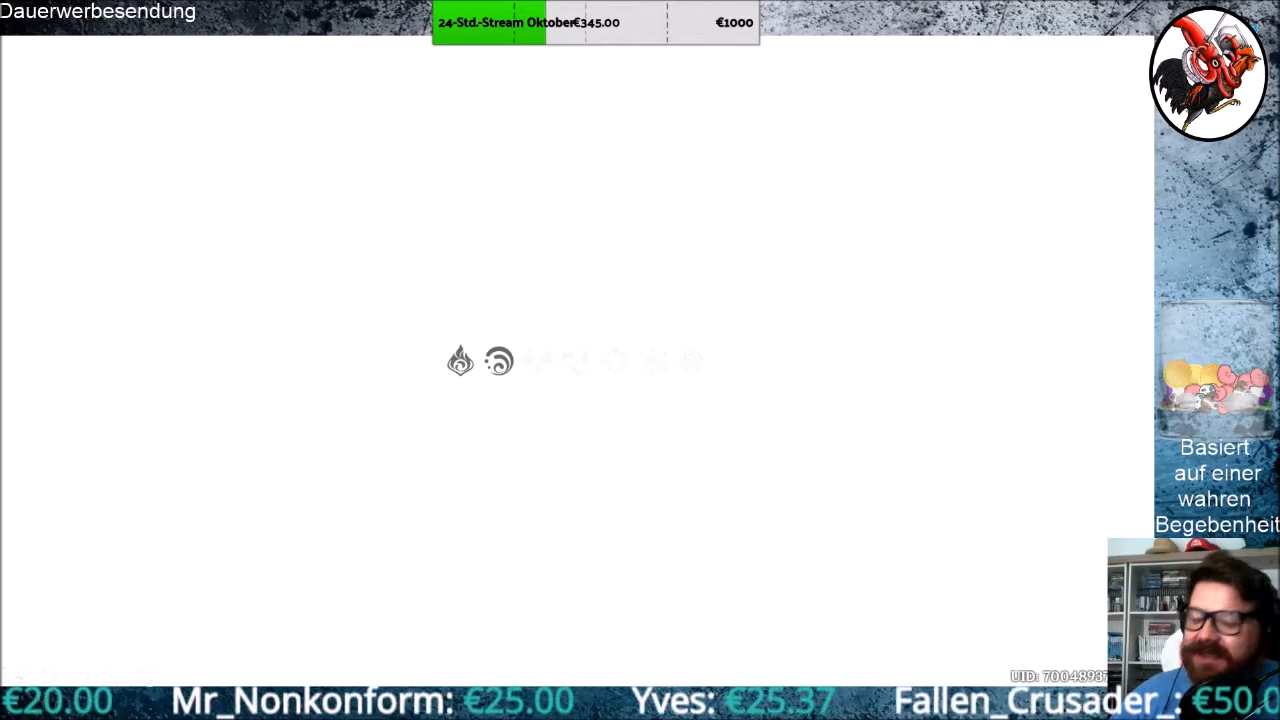 Dauerwerbesendung
24-Std.-Stream Oktober €345.00 €1000
Basiert
auf einer
wahren
Begebenheit
UID: 7004893
€20.00 Mr_Nonkonform: €25.00 Yves: €25.37 Fallen_Crusader_: €50.0